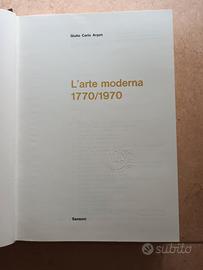 Giulio Carlo Argan
L'arte moderna
1770/1970
Sansoni
subito